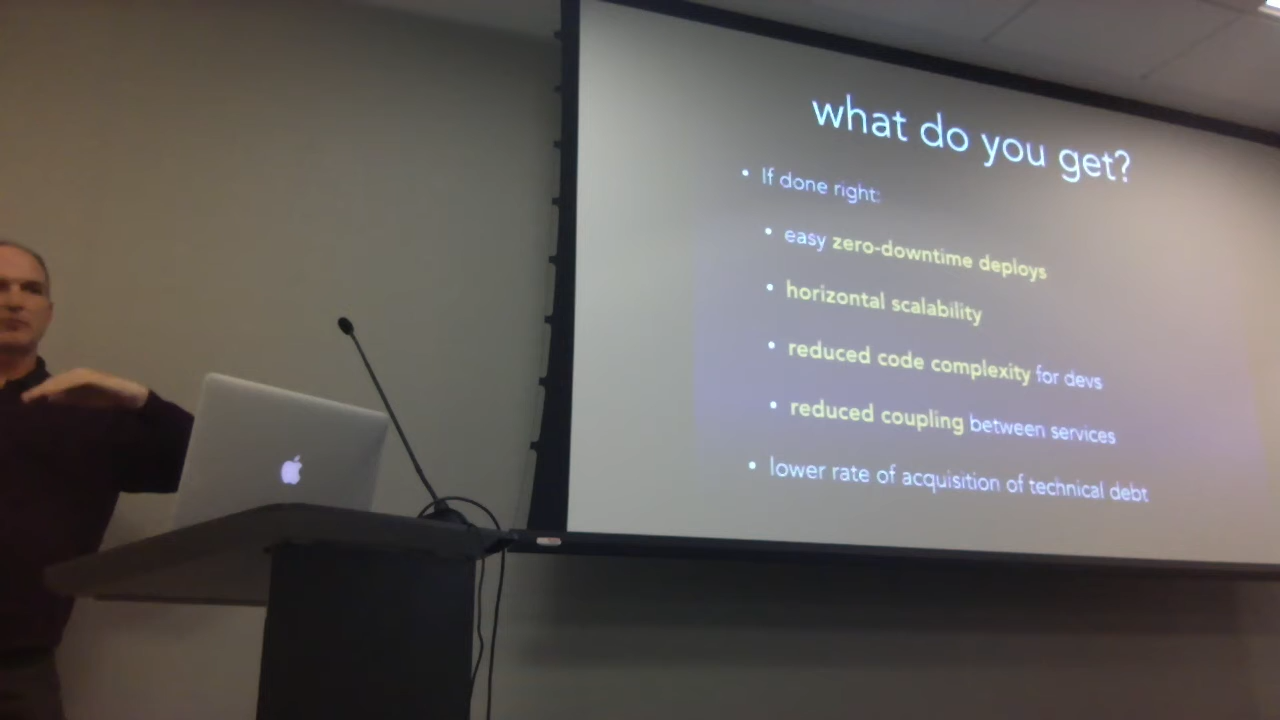 what do you get?
• If done right:
• easy zero-downtime deploys
• horizontal scalability
• reduced code complexity for devs
• reduced coupling between services
• lower rate of acquisition of technical debt